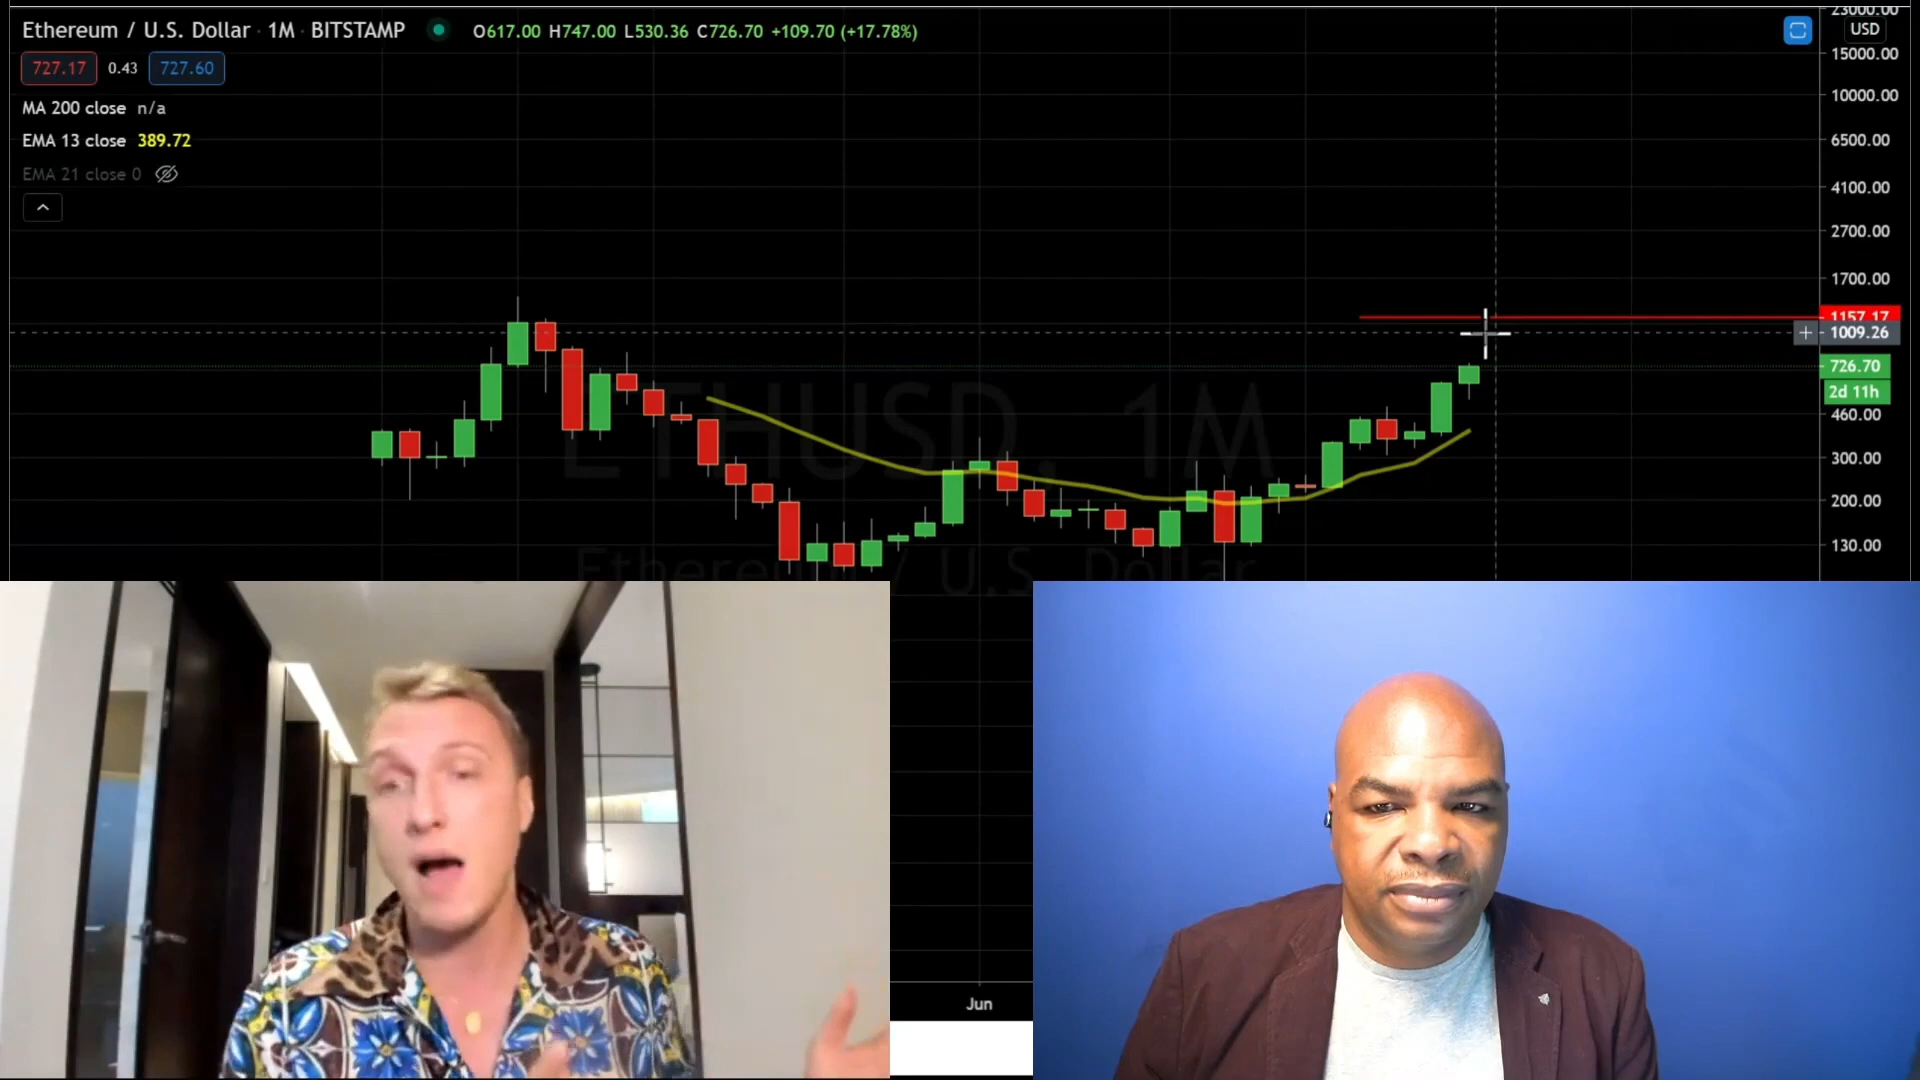 Ethereum / U.S. Dollar · 1M · BITSTAMP
O617.00 H747.00 L530.36 C726.70 +109.70 (+17.78%)
727.17 0.43 727.60
MA 200 close n/a
EMA 13 close 389.72
EMA 21 close 0
USD
23000.00
15000.00
10000.00
6500.00
4100.00
2700.00
1700.00
1157.17
1009.26
726.70
2d 11h
460.00
300.00
200.00
130.00
ETHUSD, 1M
Ethereum / U.S. Dollar
Jun